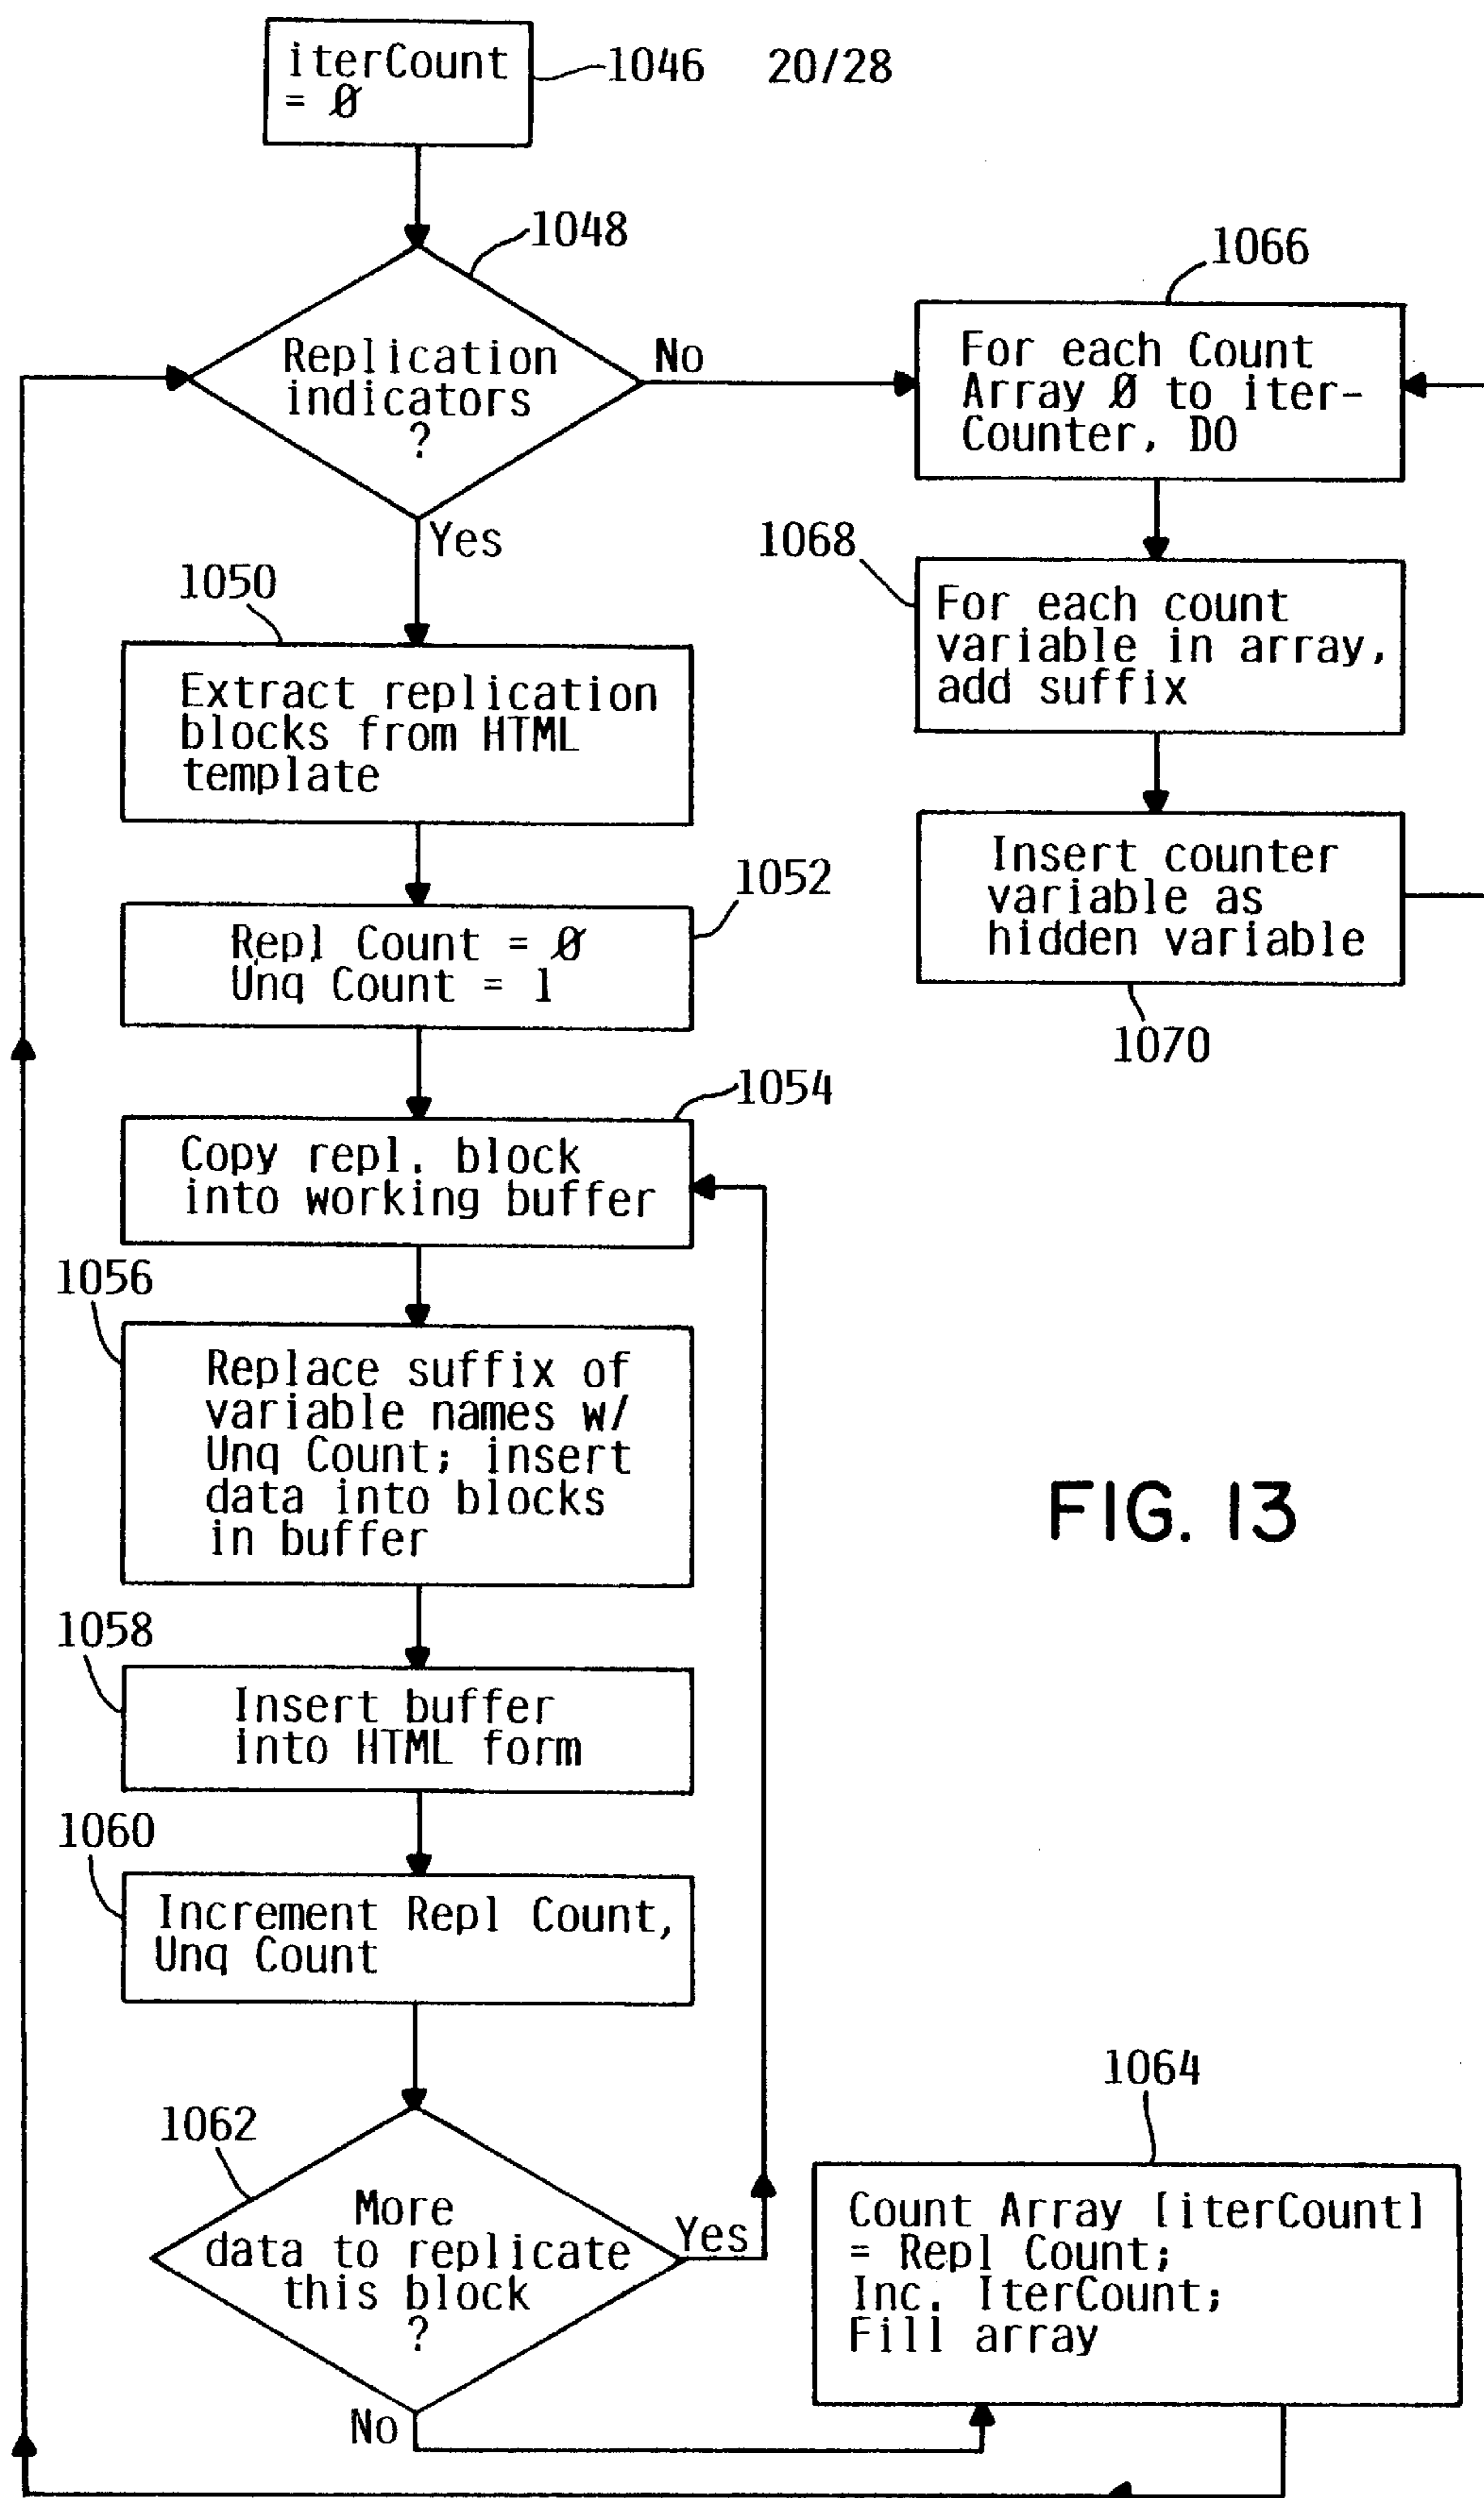 iterCount
= Ø
1046
20/28
1048
Replication
indicators
?
No
Yes
1066
For each Count
Array Ø to iter-
Counter, DO
1068
For each count
variable in array,
add suffix
Insert counter
variable as
hidden variable
1070
1050
Extract replication
blocks from HTML
template
1052
Repl Count = Ø
Unq Count = 1
1054
Copy repl. block
into working buffer
1056
Replace suffix of
variable names w/
Unq Count; insert
data into blocks
in buffer
FIG. 13
1058
Insert buffer
into HTML form
1060
Increment Repl Count,
Unq Count
1062
More
data to replicate
this block
?
Yes
No
1064
Count Array [iterCount]
= Repl Count;
Inc. IterCount;
Fill array